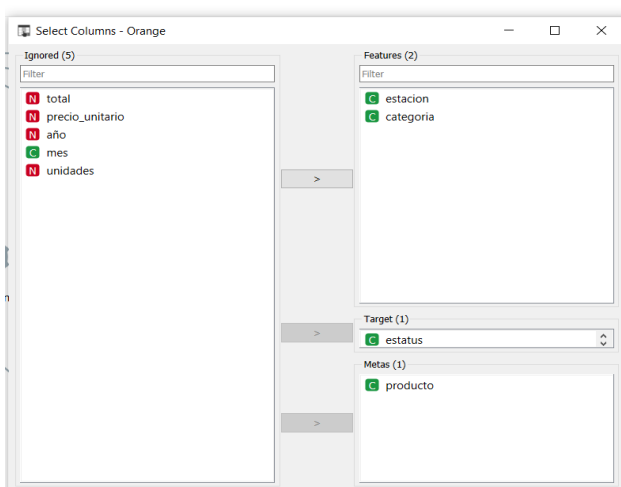 Select Columns - Orange
Ignored (5)
Filter
N total
N precio_unitario
N año
C mes
N unidades
>
>
>
Features (2)
Filter
C estacion
C categoria
Target (1)
C estatus
Metas (1)
C producto